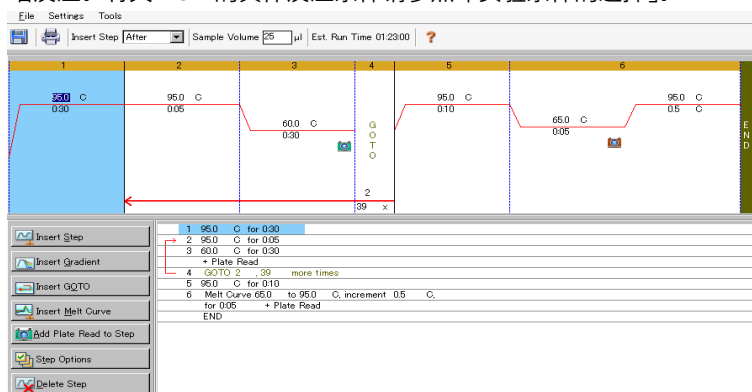 File Settings Tools
Insert Step After Sample Volume 25 µl Est. Run Time 01:23:00 ?
1 2 3 4 5 6
95.0 C 95.0 C 95.0 C 95.0 C
0:30 0:05 0:10 0.5 C
60.0 C 65.0 C
0:30 0:05
GOTO
END
2
39 x
Insert Step
Insert Gradient
Insert GOTO
Insert Melt Curve
Add Plate Read to Step
Step Options
Delete Step
1 95.0 C for 0:30
2 95.0 C for 0:05
3 60.0 C for 0:30
+ Plate Read
4 GOTO 2 , 39 more times
5 95.0 C for 0:10
6 Melt Curve 65.0 to 95.0 C, increment 0.5 C,
for 0:05 + Plate Read
END